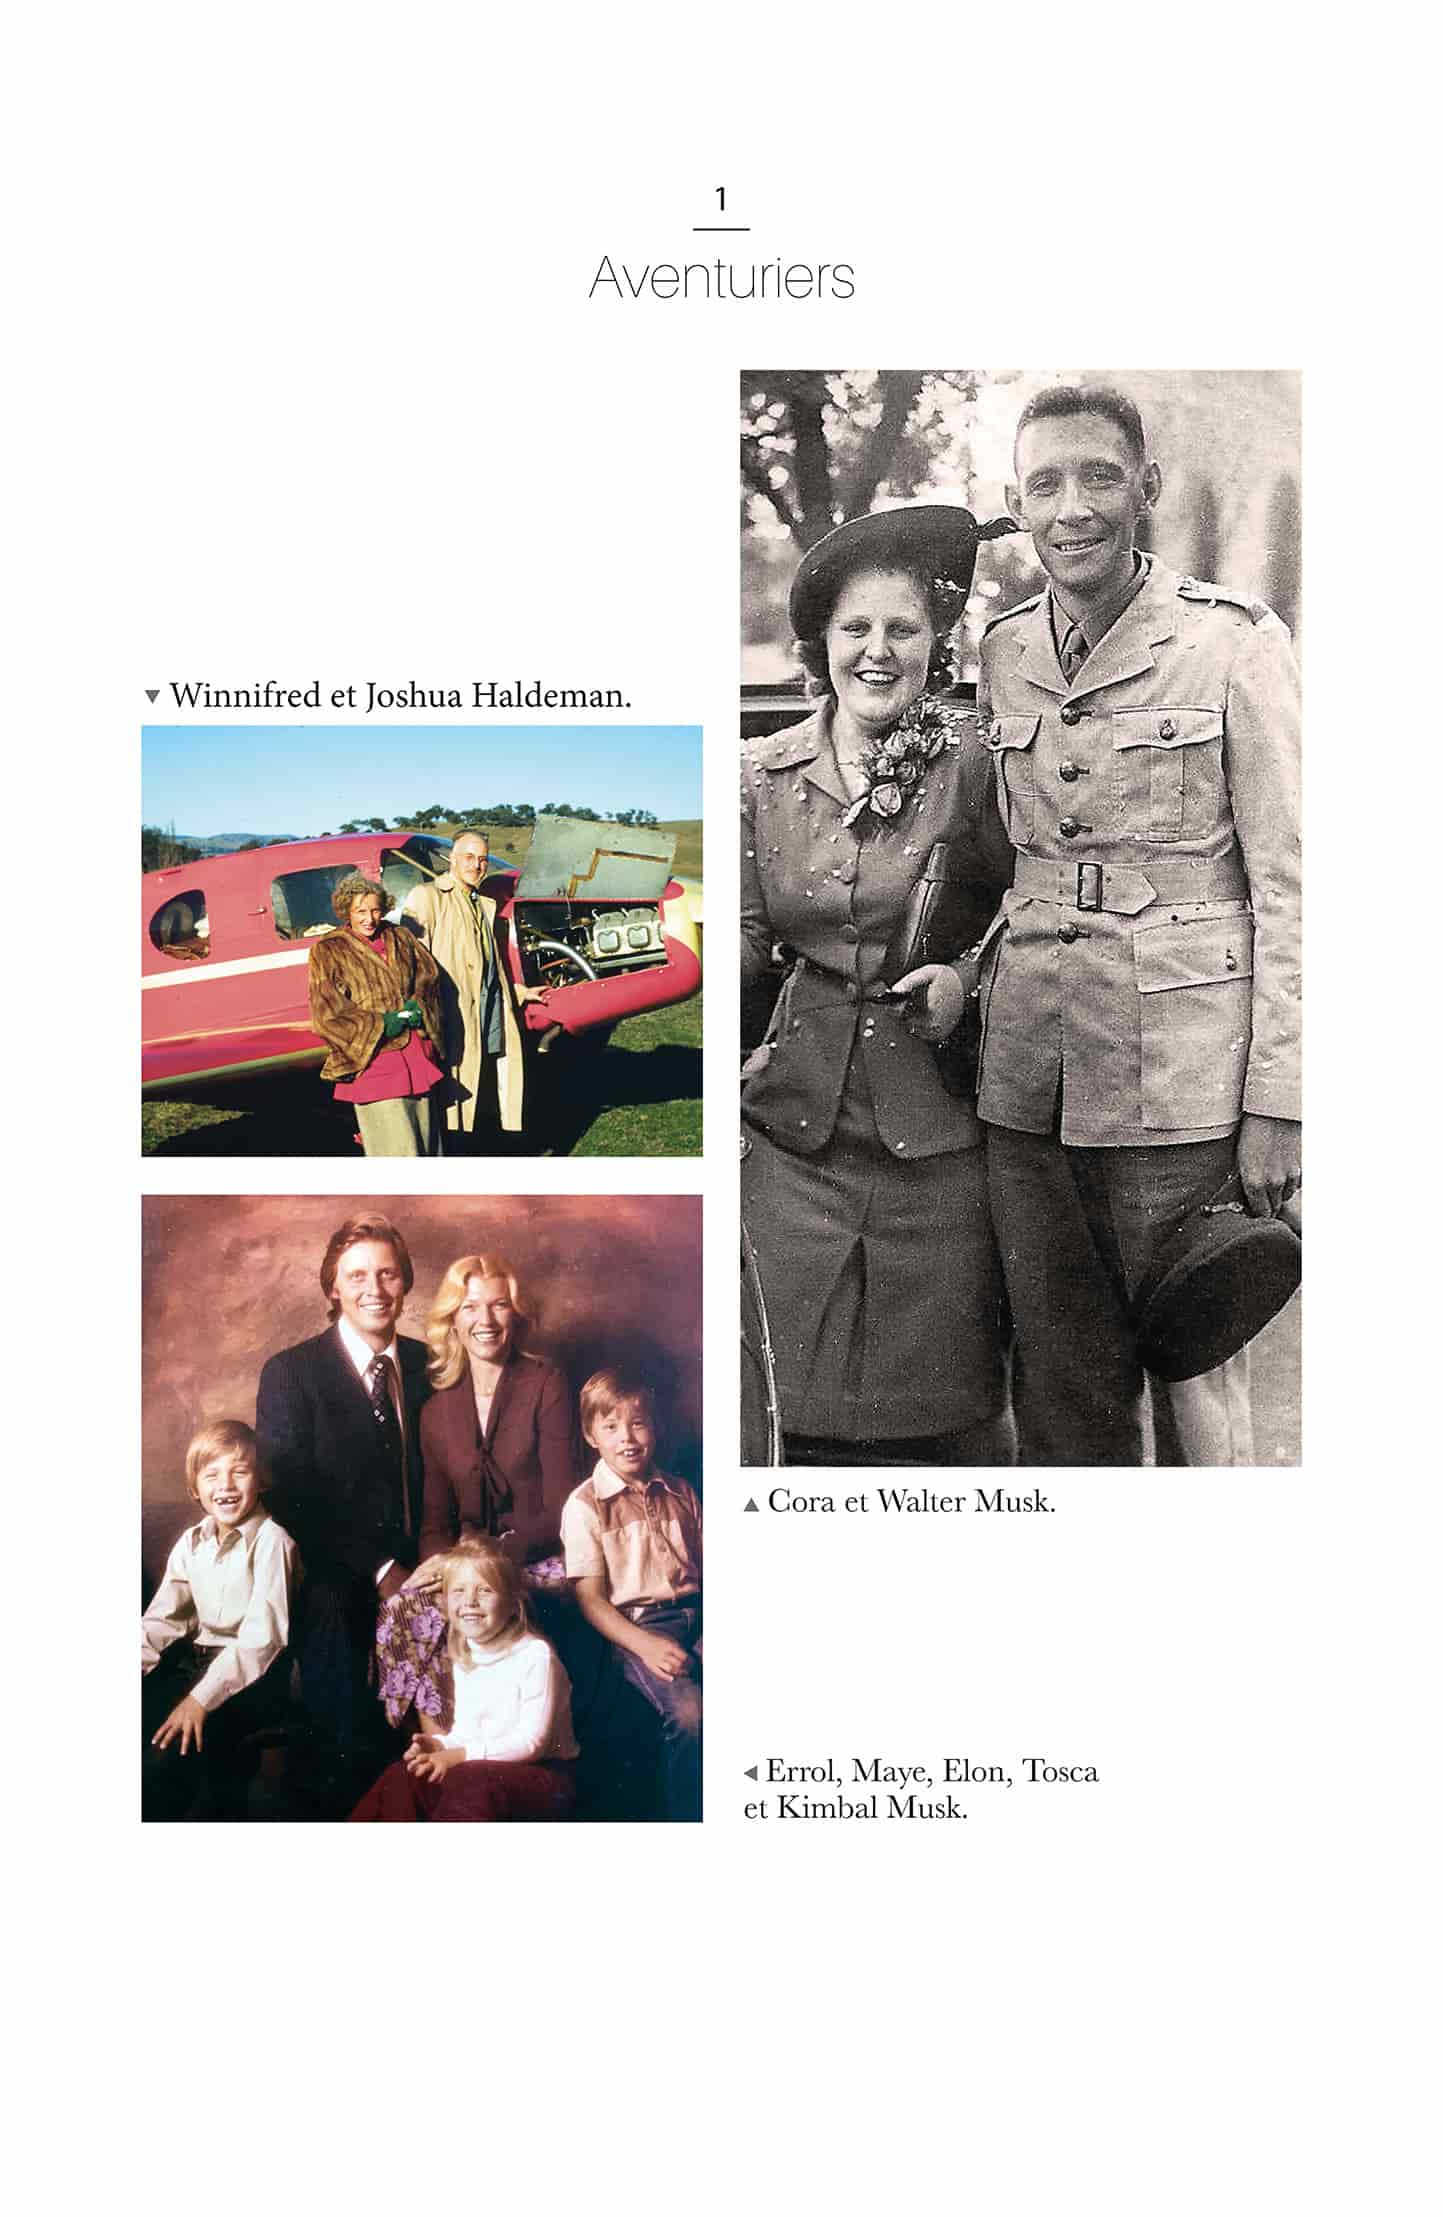 1
Aventuriers
▼ Winnifred et Joshua Haldeman.
▲ Cora et Walter Musk.
◄ Errol, Maye, Elon, Tosca
et Kimbal Musk.